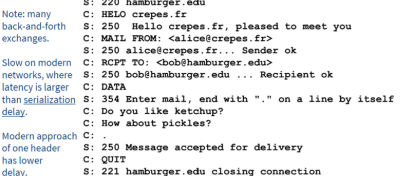 S: 220 hamburger.edu
C: HELO crepes.fr
S: 250  Hello crepes.fr, pleased to meet you
C: MAIL FROM: <alice@crepes.fr>
S: 250 alice@crepes.fr... Sender ok
C: RCPT TO: <bob@hamburger.edu>
S: 250 bob@hamburger.edu ... Recipient ok
C: DATA
S: 354 Enter mail, end with "." on a line by itself
C: Do you like ketchup?
C: How about pickles?
C: .
S: 250 Message accepted for delivery
C: QUIT
S: 221 hamburger.edu closing connection
Note: many
back-and-forth
exchanges.
Slow on modern
networks, where
latency is larger
than serialization
delay.
Modern approach
of one header
has lower
delay.